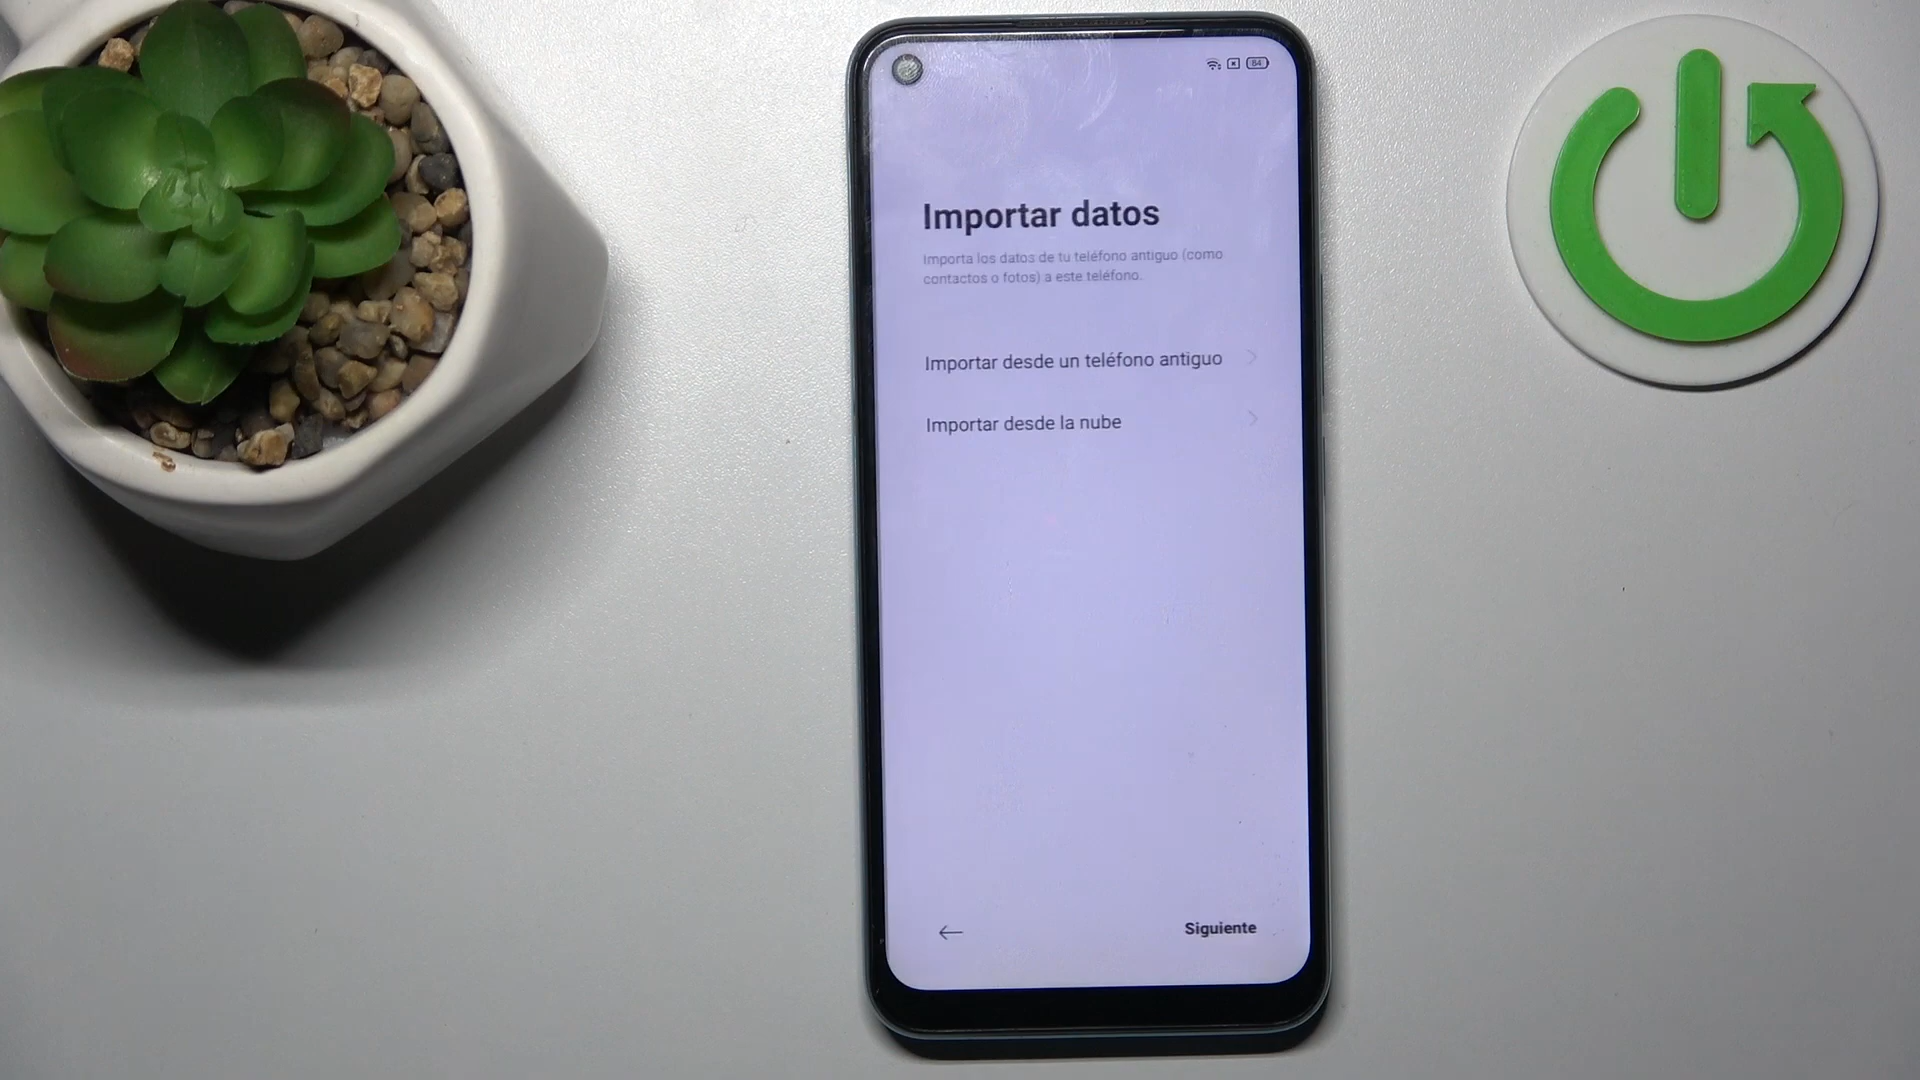 84
Importar datos
Importa los datos de tu teléfono antiguo (como
contactos o fotos) a este teléfono.
Importar desde un teléfono antiguo
Importar desde la nube
Siguiente